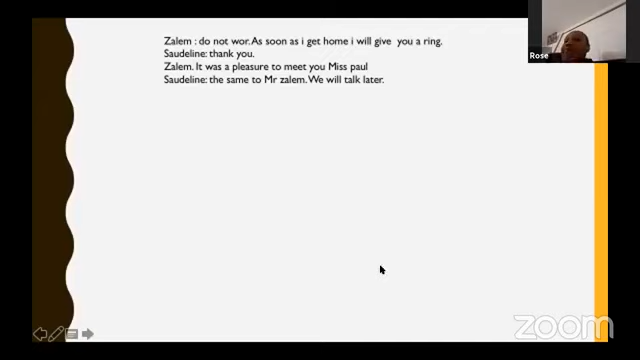 Zalem : do not wor. As soon as i get home i will give you a ring.
Saudeline: thank you.
Zalem. It was a pleasure to meet you Miss paul
Saudeline: the same to Mr zalem. We will talk later.
Rose
zoom